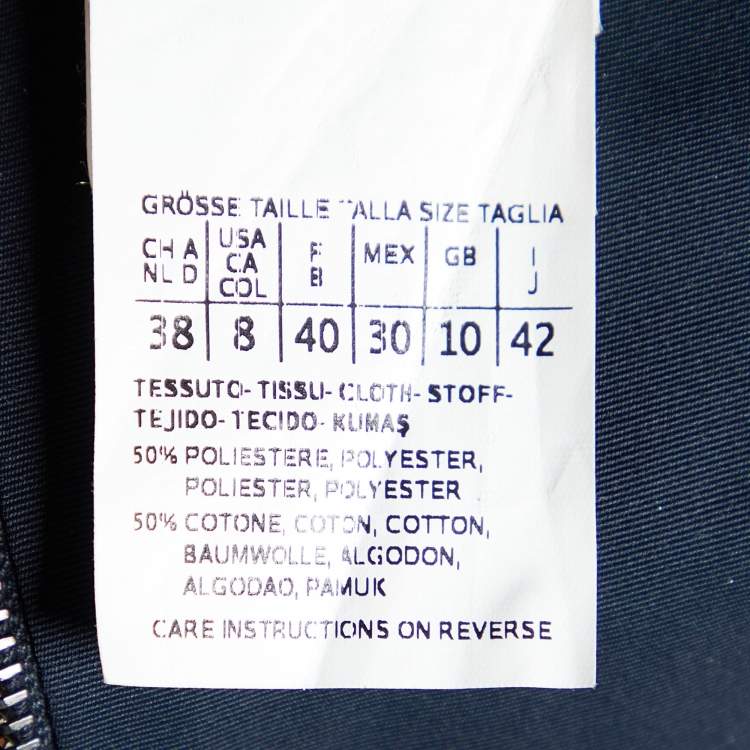 GRÖSSE TAILLE TALLA SIZE TAGLIA
CH A USA F MEX GB I
NL D CA E J
COL
38 8 40 30 10 42
TESSUTO- TISSU- CLOTH- STOFF-
TEJIDO- TECIDO- KUMAŞ
50% POLIESTERE, POLYESTER,
POLIESTER, POLYESTER
50% COTONE, COTON, COTTON,
BAUMWOLLE, ALGODON,
ALGODAO, PAMUK
CARE INSTRUCTIONS ON REVERSE